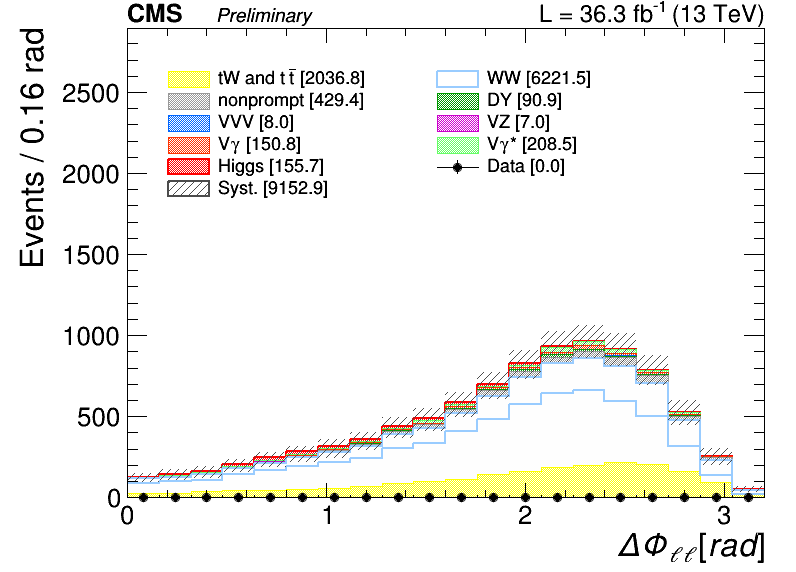 CMS Preliminary L = 36.3 fb⁻¹ (13 TeV)
Events / 0.16 rad
2500
2000
1500
1000
500
0
tW and tt̅ [2036.8]
nonprompt [429.4]
VVV [8.0]
Vγ [150.8]
Higgs [155.7]
Syst. [9152.9]
WW [6221.5]
DY [90.9]
VZ [7.0]
Vγ* [208.5]
Data [0.0]
0 1 2 3
ΔΦℓℓ[rad]